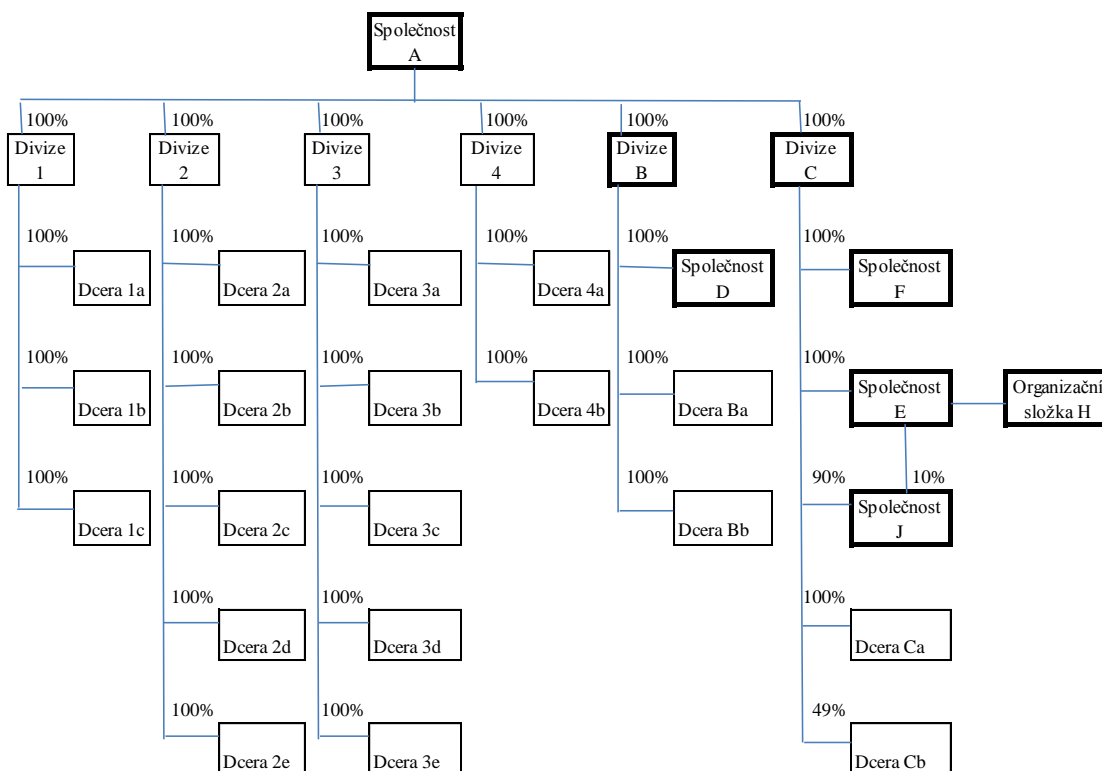 Společnost
A
100% 100% 100% 100% 100% 100%
Divize
1
Divize
2
Divize
3
Divize
4
Divize
B
Divize
C
100% 100% 100% 100% 100% 100%
Dcera 1a
Dcera 2a
Dcera 3a
Dcera 4a
Společnost
D
Společnost
F
100% 100% 100% 100% 100% 100%
Dcera 1b
Dcera 2b
Dcera 3b
Dcera 4b
Dcera Ba
Společnost
E
Organizační
složka H
100% 100% 100% 100% 90% 10%
Dcera 1c
Dcera 2c
Dcera 3c
Dcera Bb
Společnost
J
100% 100% 100%
Dcera 2d
Dcera 3d
Dcera Ca
100% 100% 49%
Dcera 2e
Dcera 3e
Dcera Cb